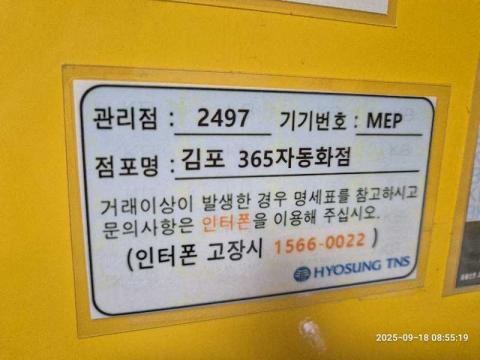 관리점 : 2497 기기번호 : MEP
점포명 : 김포 365자동화점
거래이상이 발생한 경우 명세표를 참고하시고
문의사항은 인터폰을 이용해 주십시오.
(인터폰 고장시 1566-0022 )
HYOSUNG TNS
2025-09-18 08:55:19